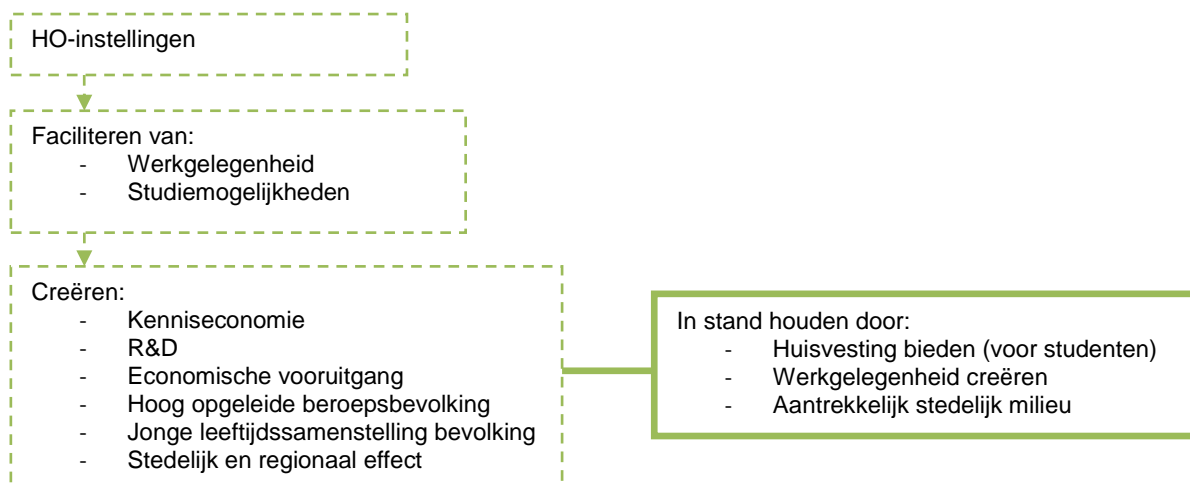 HO-instellingen
Faciliteren van:
- Werkgelegenheid
- Studiemogelijkheden
Creëren:
- Kenniseconomie
- R&D
- Economische vooruitgang
- Hoog opgeleide beroepsbevolking
- Jonge leeftijdssamenstelling bevolking
- Stedelijk en regionaal effect
In stand houden door:
- Huisvesting bieden (voor studenten)
- Werkgelegenheid creëren
- Aantrekkelijk stedelijk milieu